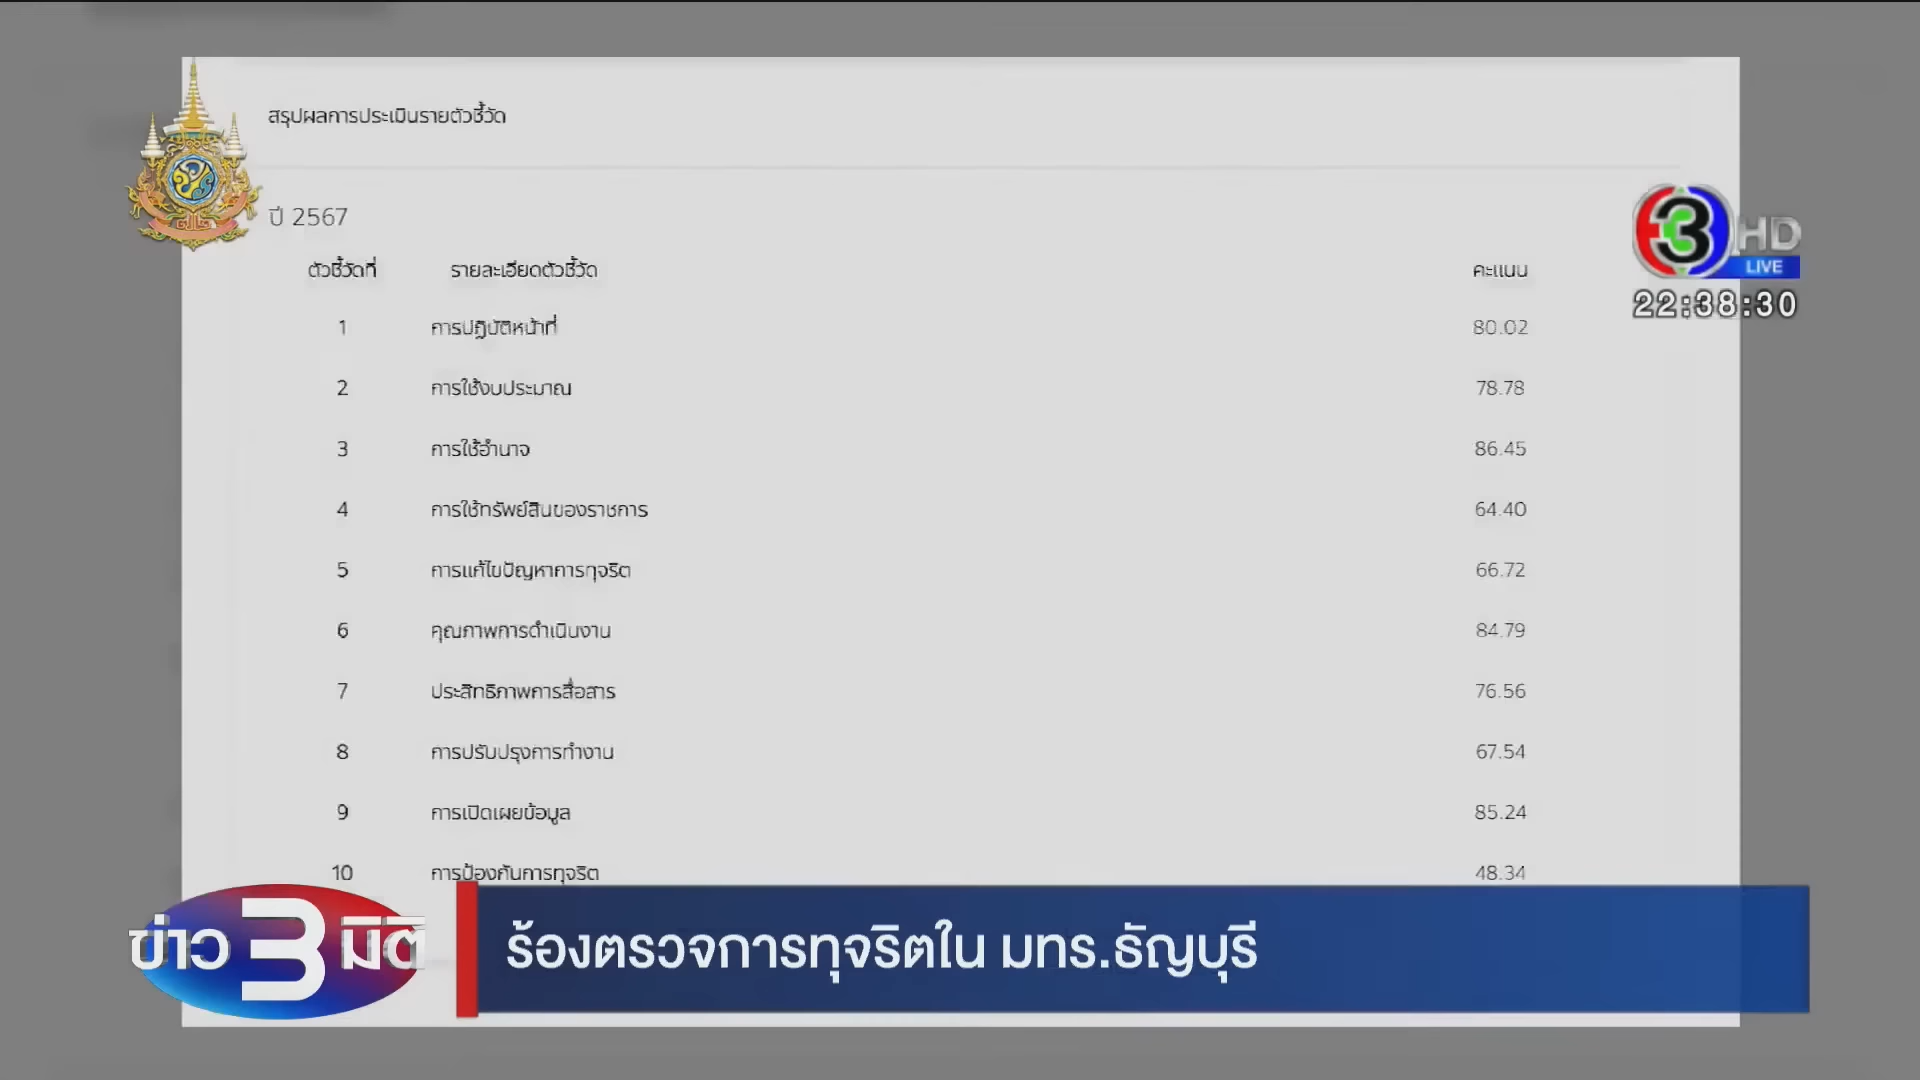 สรุปผลการประเมินรายตัวชี้วัด
ปี 2567
ตัวชี้วัดที่ รายละเอียดตัวชี้วัด คะแนน
1 การปฏิบัติหน้าที่ 80.02
2 การใช้งบประมาณ 78.78
3 การใช้อำนาจ 86.45
4 การใช้ทรัพย์สินของราชการ 64.40
5 การแก้ไขปัญหาการทุจริต 66.72
6 คุณภาพการดำเนินงาน 84.79
7 ประสิทธิภาพการสื่อสาร 76.56
8 การปรับปรุงการทำงาน 67.54
9 การเปิดเผยข้อมูล 85.24
10 การป้องกันการทุจริต 48.34
3 HD
LIVE
22:38:30
ข่าว 3 มิติ
ร้องตรวจการทุจริตใน มทร.ธัญบุรี